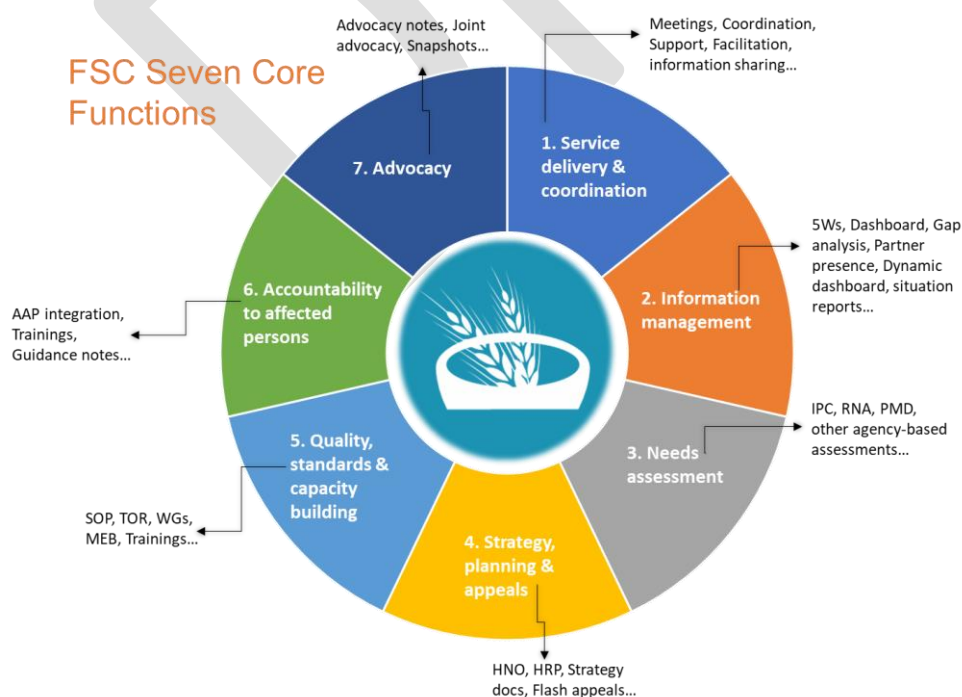 FSC Seven Core
Functions
Advocacy notes, Joint
advocacy, Snapshots...
Meetings, Coordination,
Support, Facilitation,
information sharing...
1. Service
delivery &
coordination
5Ws, Dashboard, Gap
analysis, Partner
presence, Dynamic
dashboard, situation
reports...
2. Information
management
IPC, RNA, PMD,
other agency-based
assessments...
3. Needs
assessment
4. Strategy,
planning &
appeals
HNO, HRP, Strategy
docs, Flash appeals...
5. Quality,
standards &
capacity
building
SOP, TOR, WGs,
MEB, Trainings...
6. Accountability
to affected
persons
AAP integration,
Trainings,
Guidance notes...
7. Advocacy